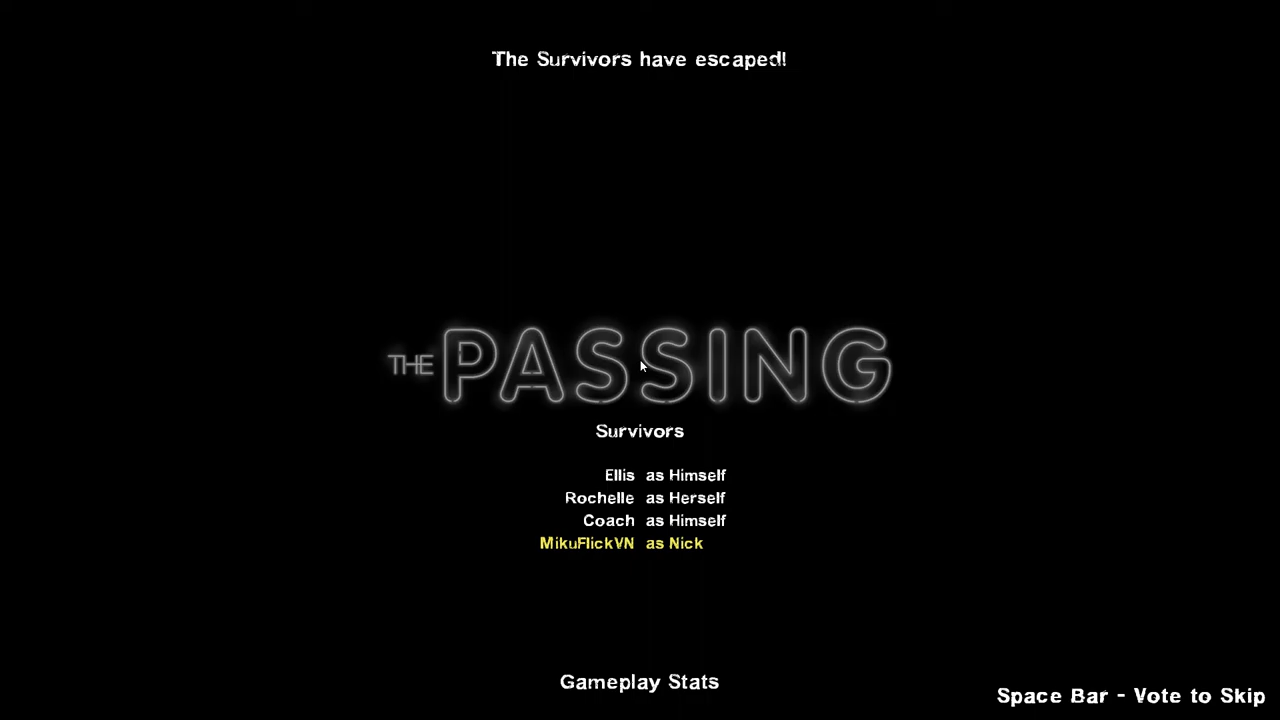 The Survivors have escaped!
THE PASSING
Survivors
Ellis as Himself
Rochelle as Herself
Coach as Himself
MikuFlickVN as Nick
Gameplay Stats
Space Bar - Vote to Skip